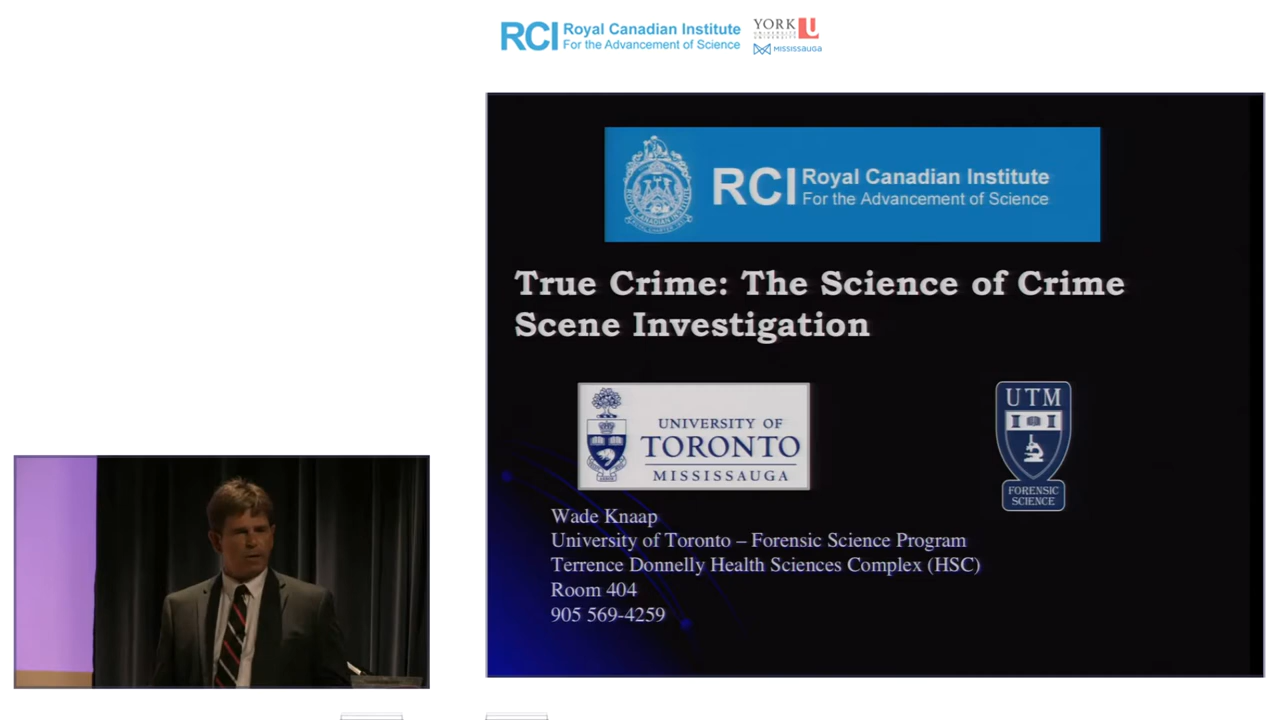 RCI Royal Canadian Institute
For the Advancement of Science
YORK U
MISSISSAUGA
RCI Royal Canadian Institute
For the Advancement of Science
True Crime: The Science of Crime
Scene Investigation
UNIVERSITY OF
TORONTO
MISSISSAUGA
UTM
FORENSIC
SCIENCE
Wade Knaap
University of Toronto – Forensic Science Program
Terrence Donnelly Health Sciences Complex (HSC)
Room 404
905 569-4259